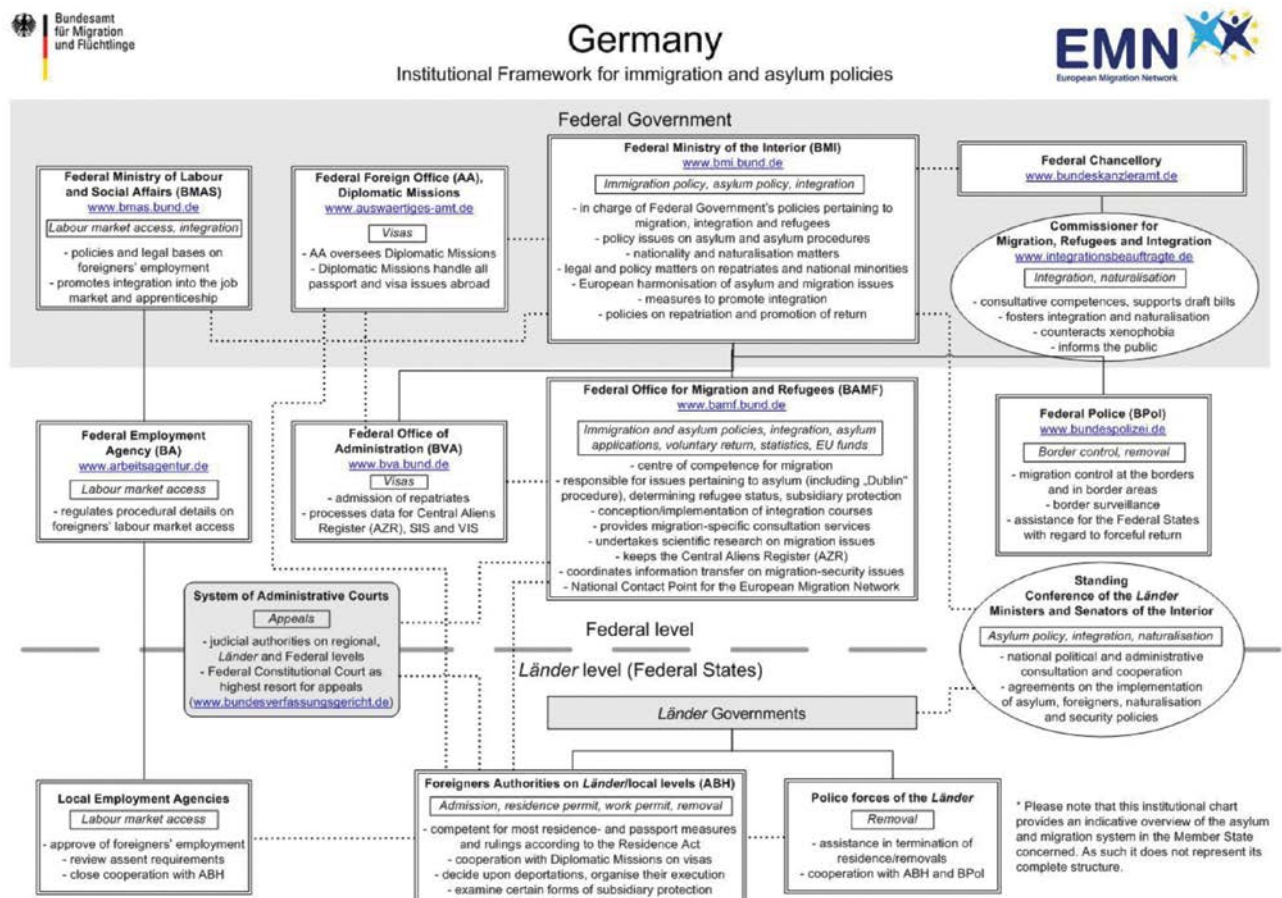 Bundesamt
für Migration
und Flüchtlinge
Germany
Institutional Framework for immigration and asylum policies
EMN
European Migration Network
Federal Government
Federal Ministry of Labour
and Social Affairs (BMAS)
www.bmas.bund.de
Labour market access, integration
- policies and legal bases on
foreigners' employment
- promotes integration into the job
market and apprenticeship
Federal Foreign Office (AA),
Diplomatic Missions
www.auswaertiges-amt.de
Visas
- AA oversees Diplomatic Missions
- Diplomatic Missions handle all
passport and visa issues abroad
Federal Ministry of the Interior (BMI)
www.bmi.bund.de
Immigration policy, asylum policy, integration
- in charge of Federal Government's policies pertaining to
migration, integration and refugees
- policy issues on asylum and asylum procedures
- nationality and naturalisation matters
- legal and policy matters on repatriates and national minorities
- European harmonisation of asylum and migration issues
- measures to promote integration
- policies on repatriation and promotion of return
Federal Chancellory
www.bundeskanzleramt.de
Commissioner for
Migration, Refugees and Integration
www.integrationsbeauftragte.de
Integration, naturalisation
- consultative competences, supports draft bills
- fosters integration and naturalisation
- counteracts xenophobia
- informs the public
Federal Employment
Agency (BA)
www.arbeitsagentur.de
Labour market access
- regulates procedural details on
foreigners' labour market access
Federal Office of
Administration (BVA)
www.bva.bund.de
Visas
- admission of repatriates
- processes data for Central Aliens
Register (AZR), SIS and VIS
Federal Office for Migration and Refugees (BAMF)
www.bamf.bund.de
Immigration and asylum policies, integration, asylum
applications, voluntary return, statistics, EU funds
- centre of competence for migration
- responsible for issues pertaining to asylum (including „Dublin"
procedure), determining refugee status, subsidiary protection
- conception/implementation of integration courses
- provides migration-specific consultation services
- undertakes scientific research on migration issues
- keeps the Central Aliens Register (AZR)
- coordinates information transfer on migration-security issues
- National Contact Point for the European Migration Network
Federal Police (BPol)
www.bundespolizei.de
Border control, removal
- migration control at the borders
and in border areas
- border surveillance
- assistance for the Federal States
with regard to forceful return
System of Administrative Courts
Appeals
- judicial authorities on regional,
Länder and Federal levels
- Federal Constitutional Court as
highest resort for appeals
(www.bundesverfassungsgericht.de)
Standing
Conference of the Länder
Ministers and Senators of the Interior
Asylum policy, integration, naturalisation
- national political and administrative
consultation and cooperation
- agreements on the implementation
of asylum, foreigners, naturalisation
and security policies
Federal level
Länder level (Federal States)
Länder Governments
Local Employment Agencies
Labour market access
- approve of foreigners' employment
- review assent requirements
- close cooperation with ABH
Foreigners Authorities on Länder/local levels (ABH)
Admission, residence permit, work permit, removal
- competent for most residence- and passport measures
and rulings according to the Residence Act
- cooperation with Diplomatic Missions on visas
- decide upon deportations, organise their execution
- examine certain forms of subsidiary protection
Police forces of the Länder
Removal
- assistance in termination of
residence/removals
- cooperation with ABH and BPol
* Please note that this institutional chart
provides an indicative overview of the asylum
and migration system in the Member State
concerned. As such it does not represent its
complete structure.